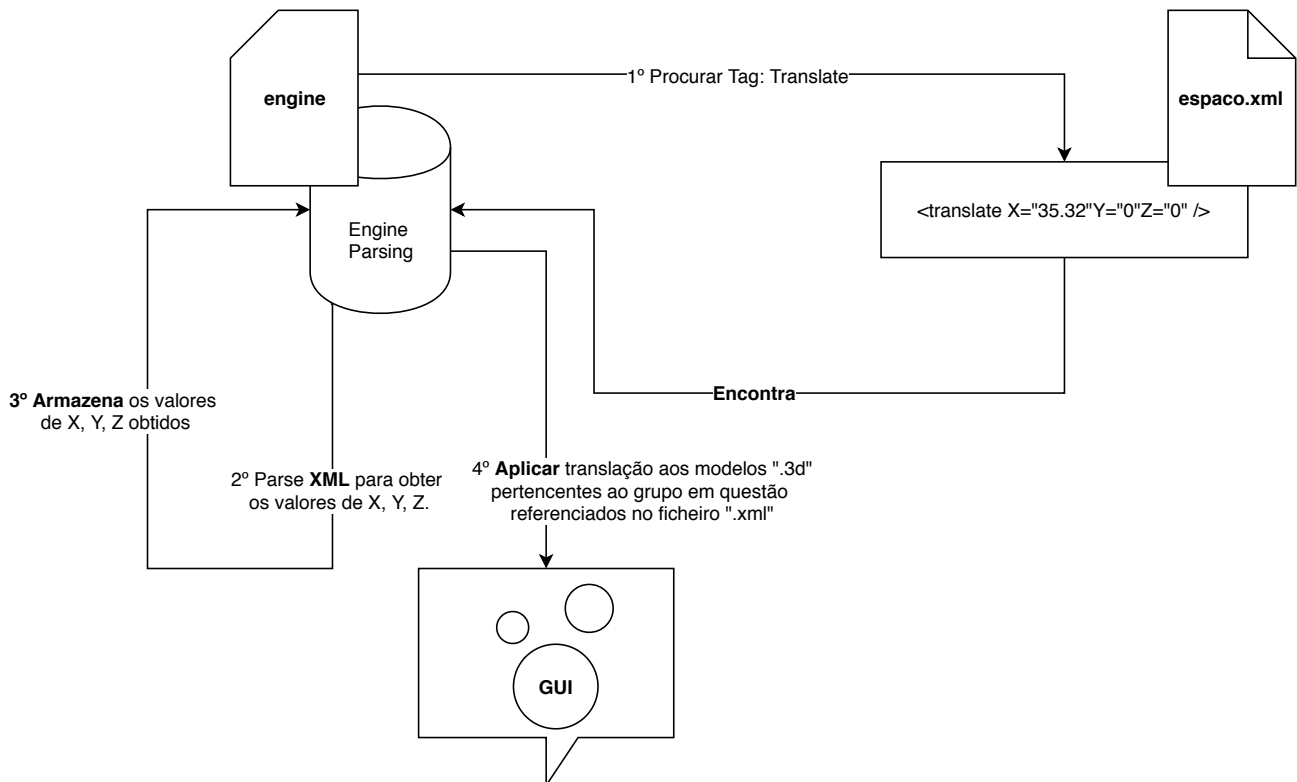 engine
1º Procurar Tag: Translate
espaco.xml
<translate X="35.32"Y="0"Z="0" />
Engine
Parsing
Encontra
3º Armazena os valores
de X, Y, Z obtidos
2º Parse XML para obter
os valores de X, Y, Z.
4º Aplicar translação aos modelos ".3d"
pertencentes ao grupo em questão
referenciados no ficheiro ".xml"
GUI